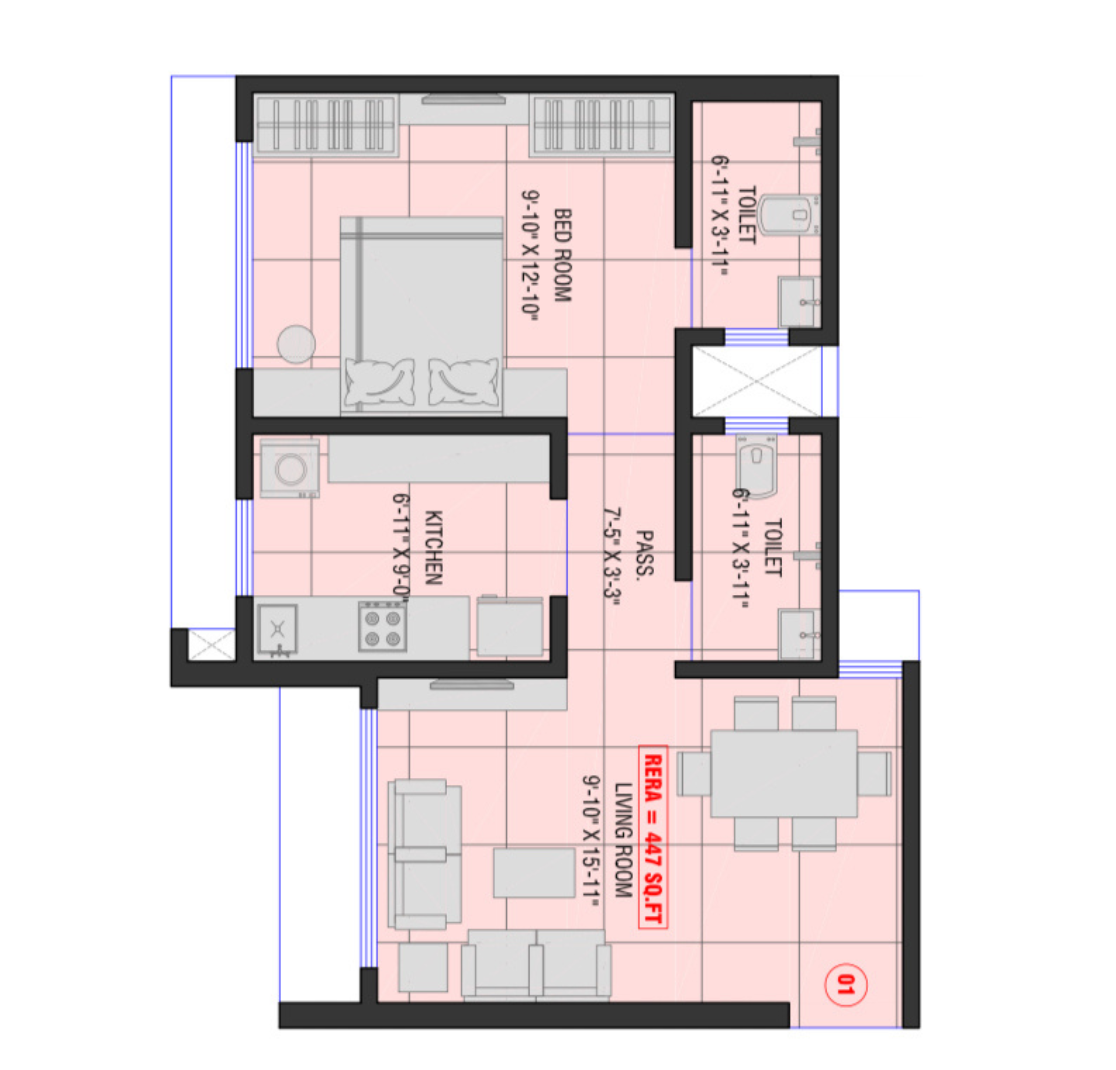 BED ROOM
9'-10" X 12'-10"
TOILET
6'-11" X 3'-11"
KITCHEN
6'-11" X 9'-0"
PASS.
7'-5" X 3'-3"
TOILET
6'-11" X 3'-11"
RERA = 447 SQ.FT
LIVING ROOM
9'-10" X 15'-11"
01